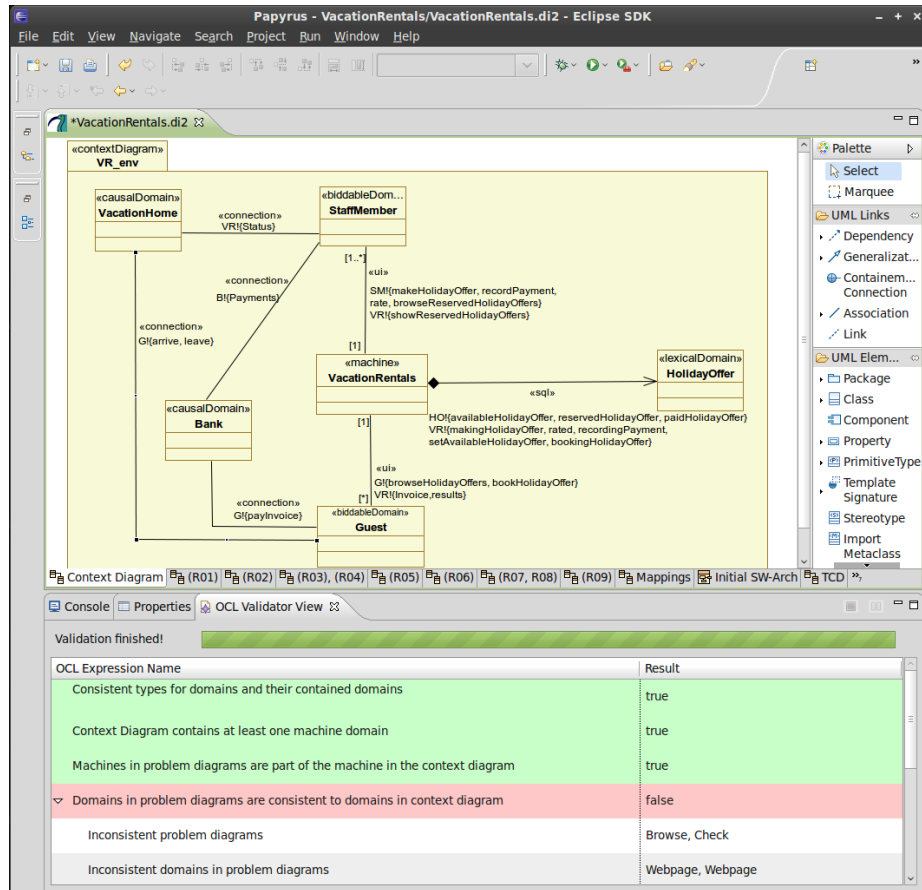 Papyrus - VacationRentals/VacationRentals.di2 - Eclipse SDK
File Edit View Navigate Search Project Run Window Help
*VacationRentals.di2
«contextDiagram»
VR_env
«causalDomain»
VacationHome
«connection»
VR!{Status}
«biddableDom...
StaffMember
[1..*]
«ui»
SM!{makeHolidayOffer, recordPayment,
rate, browseReservedHolidayOffers}
VR!{showReservedHolidayOffers}
«connection»
B!{Payments}
«connection»
G!{arrive, leave}
[1]
«machine»
VacationRentals
«lexicalDomain»
HolidayOffer
«sql»
HO!{availableHolidayOffer, reservedHolidayOffer, paidHolidayOffer}
VR!{makingHolidayOffer, rated, recordingPayment,
setAvailableHolidayOffer, bookingHolidayOffer}
«causalDomain»
Bank
[1]
«ui»
G!{browseHolidayOffers, bookHolidayOffer}
VR!{Invoice,results}
[*]
«connection»
G!{payInvoice}
«biddableDomain»
Guest
Palette
Select
Marquee
UML Links
Dependency
Generalizat...
Containem...
Connection
Association
Link
UML Elem...
Package
Class
Component
Property
PrimitiveType
Template
Signature
Stereotype
Import
Metaclass
Context Diagram (R01) (R02) (R03), (R04) (R05) (R06) (R07, R08) (R09) Mappings Initial SW-Arch TCD »7
Console Properties OCL Validator View
Validation finished!
OCL Expression Name Result
Consistent types for domains and their contained domains true
Context Diagram contains at least one machine domain true
Machines in problem diagrams are part of the machine in the context diagram true
Domains in problem diagrams are consistent to domains in context diagram false
Inconsistent problem diagrams Browse, Check
Inconsistent domains in problem diagrams Webpage, Webpage